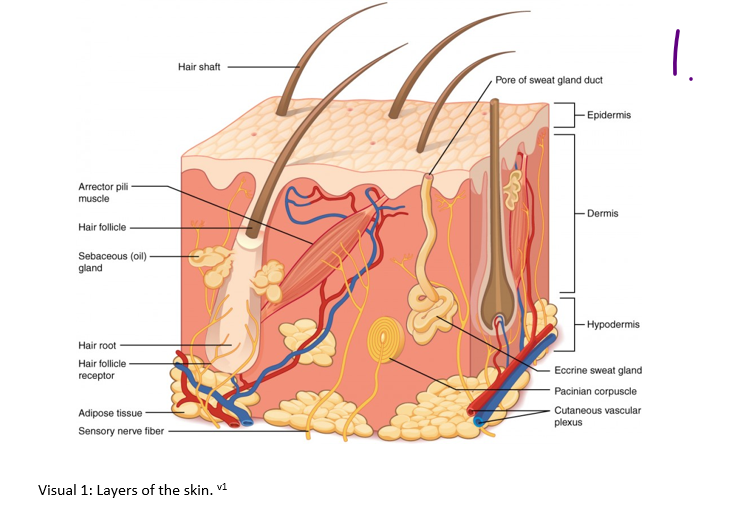 1.
Hair shaft
Pore of sweat gland duct
Epidermis
Arrector pili
muscle
Hair follicle
Dermis
Sebaceous (oil)
gland
Hypodermis
Hair root
Hair follicle
receptor
Eccrine sweat gland
Pacinian corpuscle
Adipose tissue
Cutaneous vascular
plexus
Sensory nerve fiber
Visual 1: Layers of the skin. v1